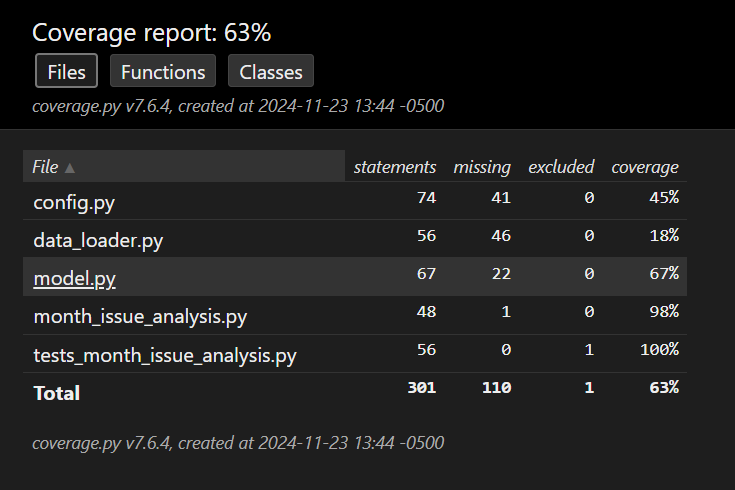 Coverage report: 63%
Files Functions Classes
coverage.py v7.6.4, created at 2024-11-23 13:44 -0500
File ▲ statements missing excluded coverage
config.py 74 41 0 45%
data_loader.py 56 46 0 18%
model.py 67 22 0 67%
month_issue_analysis.py 48 1 0 98%
tests_month_issue_analysis.py 56 0 1 100%
Total 301 110 1 63%
coverage.py v7.6.4, created at 2024-11-23 13:44 -0500